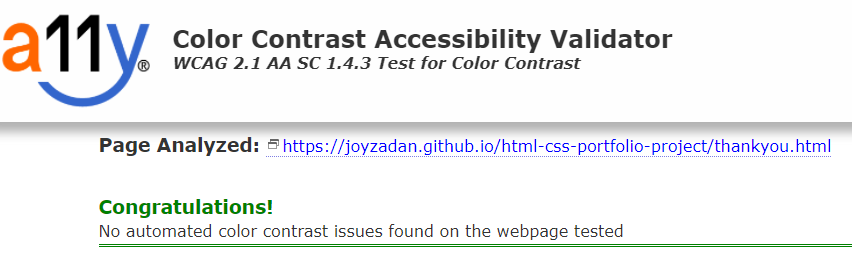 a11y®
Color Contrast Accessibility Validator
WCAG 2.1 AA SC 1.4.3 Test for Color Contrast
Page Analyzed: https://joyzadan.github.io/html-css-portfolio-project/thankyou.html
Congratulations!
No automated color contrast issues found on the webpage tested